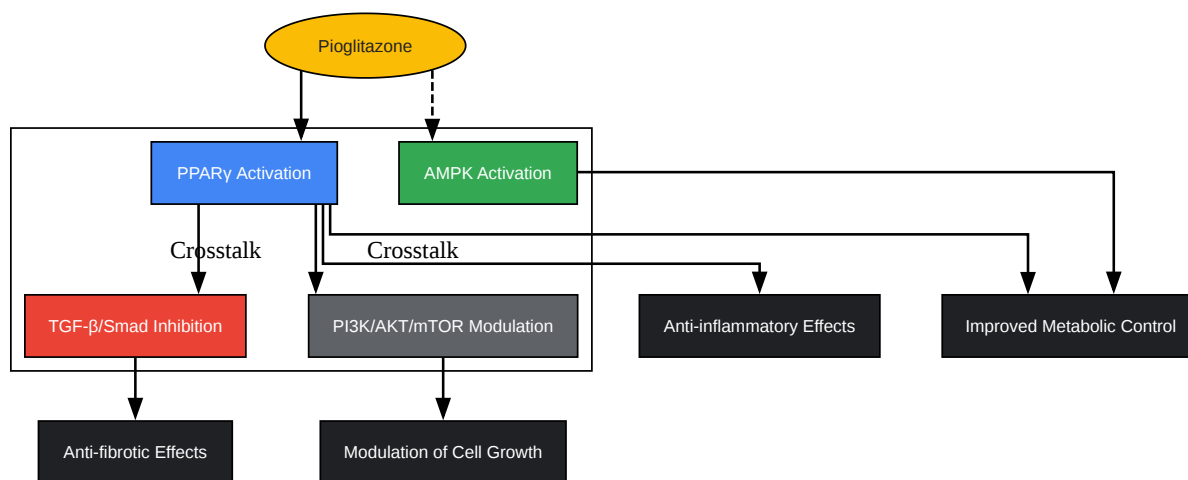 Pioglitazone
PPARγ Activation
AMPK Activation
Crosstalk
Crosstalk
TGF-β/Smad Inhibition
PI3K/AKT/mTOR Modulation
Anti-inflammatory Effects
Improved Metabolic Control
Anti-fibrotic Effects
Modulation of Cell Growth